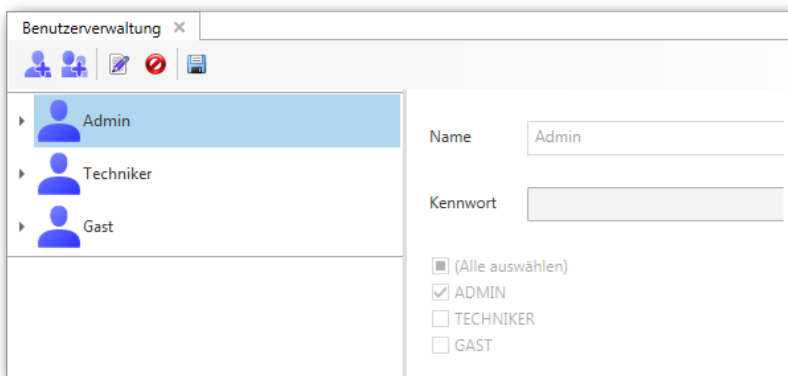 Benutzerverwaltung
Admin
Techniker
Gast
Name
Admin
Kennwort
(Alle auswählen)
ADMIN
TECHNIKER
GAST